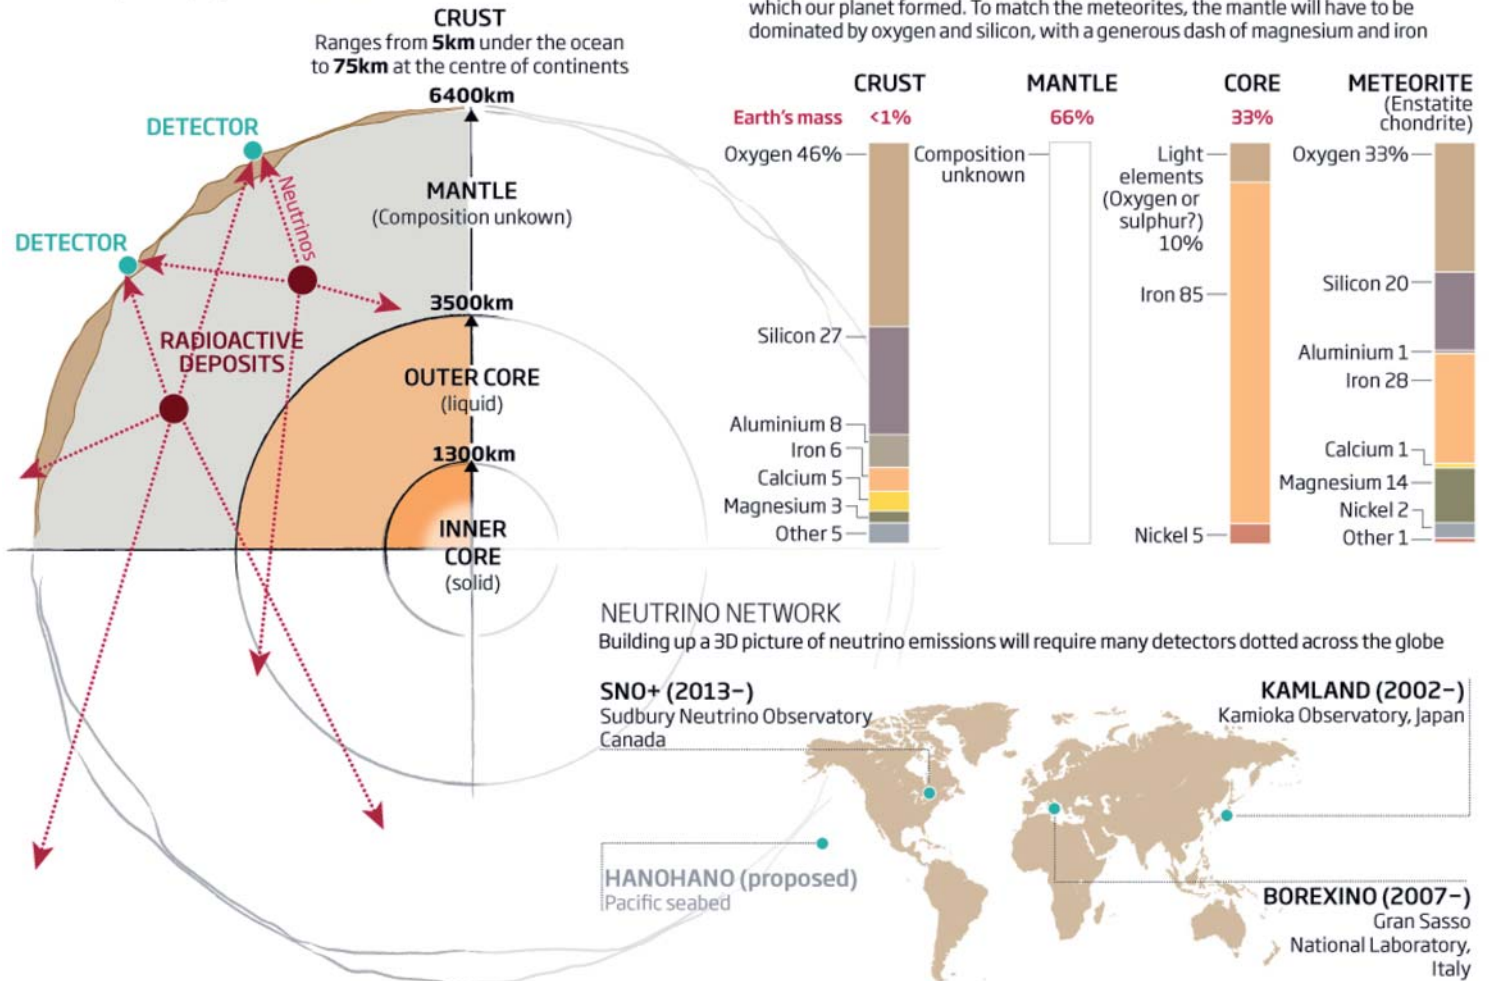 which our planet formed. To match the meteorites, the mantle will have to be
dominated by oxygen and silicon, with a generous dash of magnesium and iron
CRUST
Ranges from 5km under the ocean
to 75km at the centre of continents
6400km
DETECTOR
Neutrinos
MANTLE
(Composition unkown)
DETECTOR
3500km
RADIOACTIVE
DEPOSITS
OUTER CORE
(liquid)
1300km
INNER
CORE
(solid)
CRUST
MANTLE
CORE
METEORITE
(Enstatite
chondrite)
Earth's mass
<1%
66%
33%
Oxygen 46%
Silicon 27
Aluminium 8
Iron 6
Calcium 5
Magnesium 3
Other 5
Composition
unknown
Light
elements
(Oxygen or
sulphur?)
10%
Iron 85
Nickel 5
Oxygen 33%
Silicon 20
Aluminium 1
Iron 28
Calcium 1
Magnesium 14
Nickel 2
Other 1
NEUTRINO NETWORK
Building up a 3D picture of neutrino emissions will require many detectors dotted across the globe
SNO+ (2013–)
Sudbury Neutrino Observatory
Canada
KAMLAND (2002–)
Kamioka Observatory, Japan
HANOHANO (proposed)
Pacific seabed
BOREXINO (2007–)
Gran Sasso
National Laboratory,
Italy